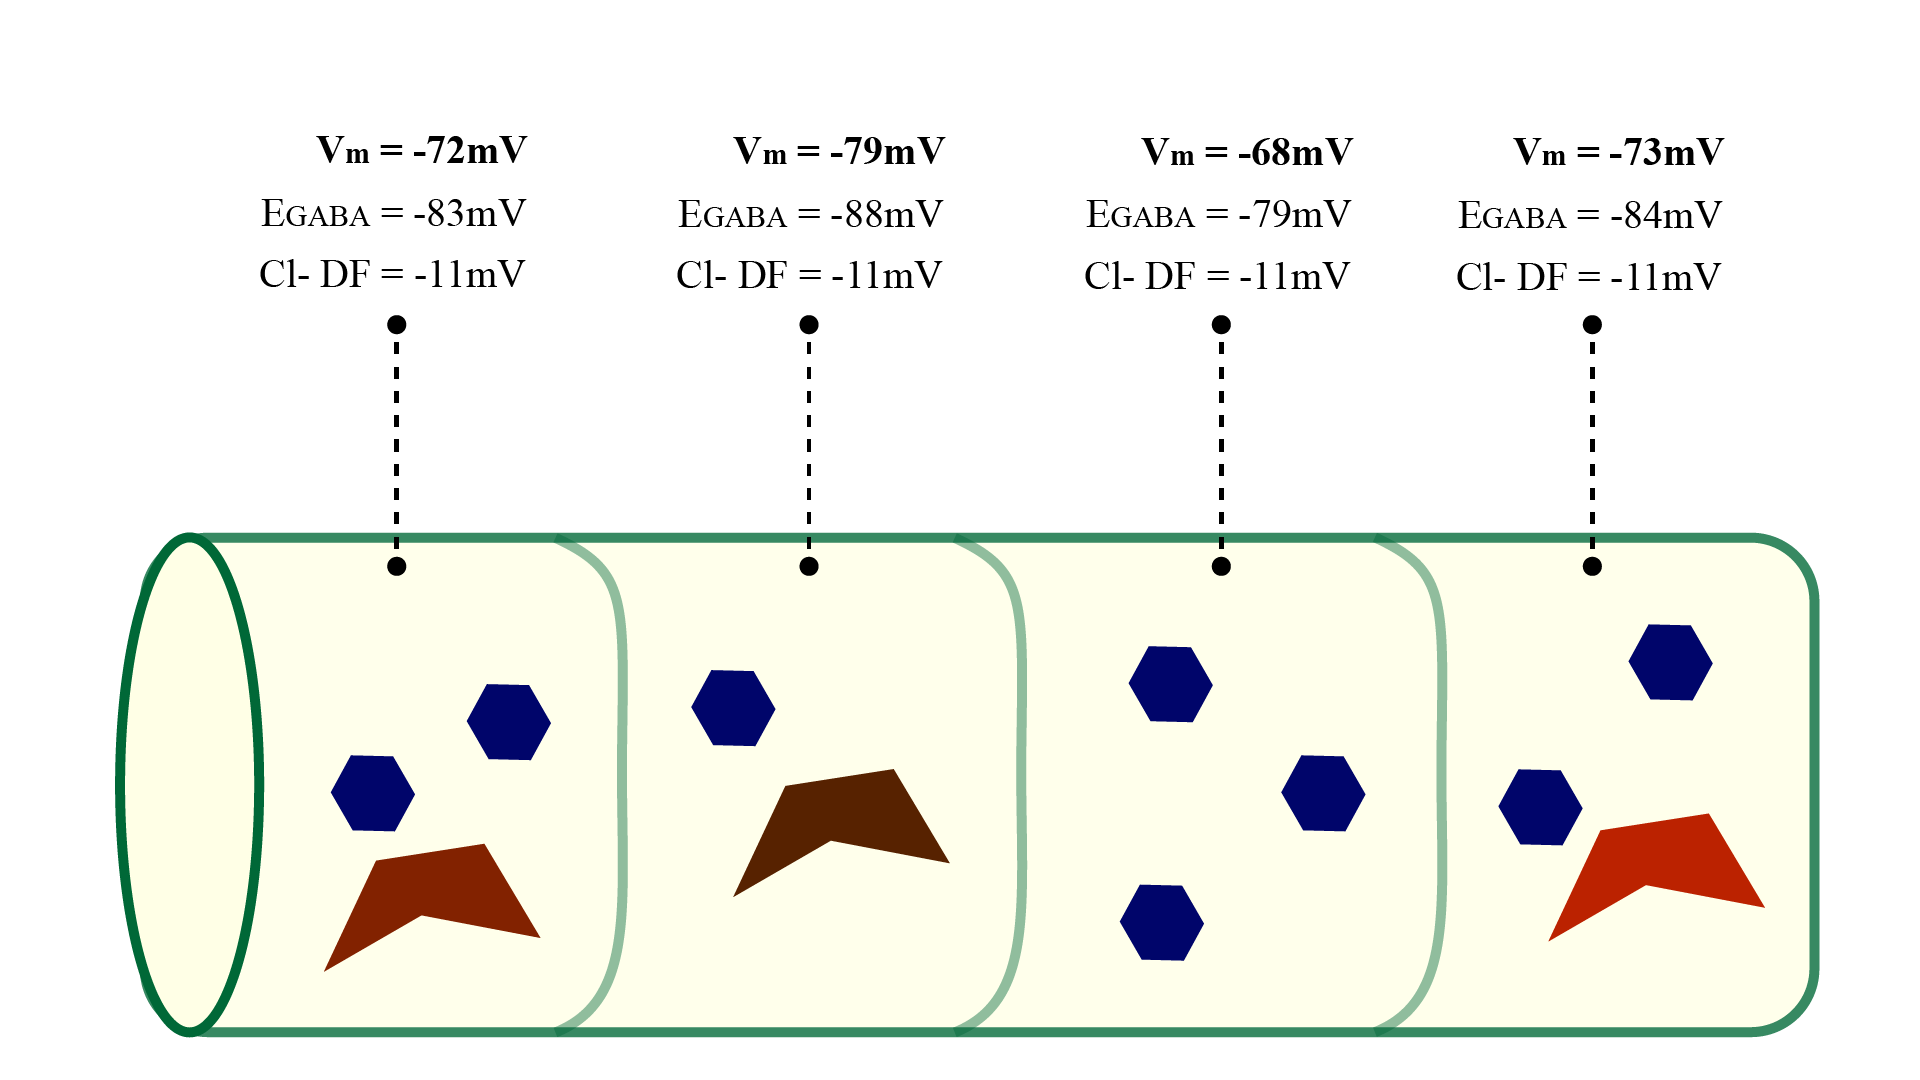 Vm = -72mV
EGABA = -83mV
Cl- DF = -11mV
Vm = -79mV
EGABA = -88mV
Cl- DF = -11mV
Vm = -68mV
EGABA = -79mV
Cl- DF = -11mV
Vm = -73mV
EGABA = -84mV
Cl- DF = -11mV